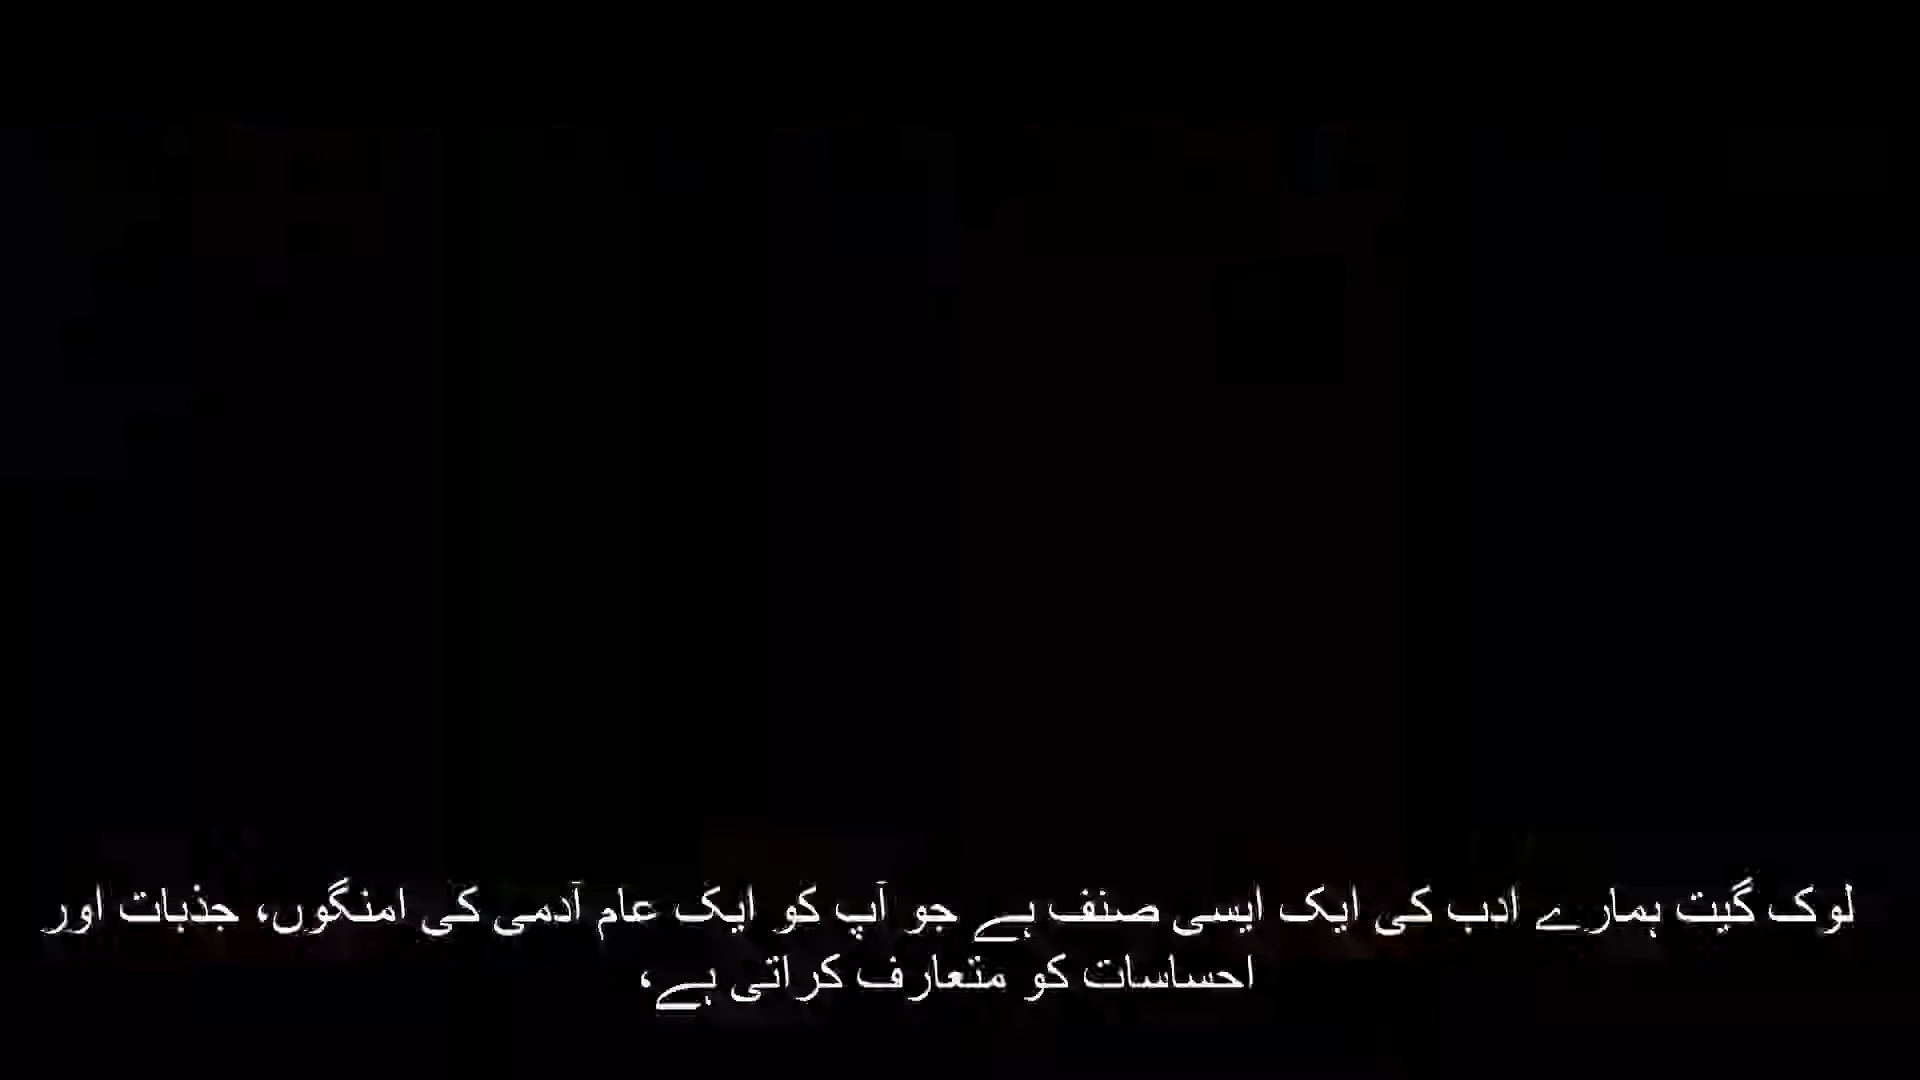 لوک گیت ہمارے ادب کی ایک ایسی صنف ہے جو آپ کو ایک عام آدمی کی امنگوں، جذبات اور
احساسات کو متعارف کراتی ہے،